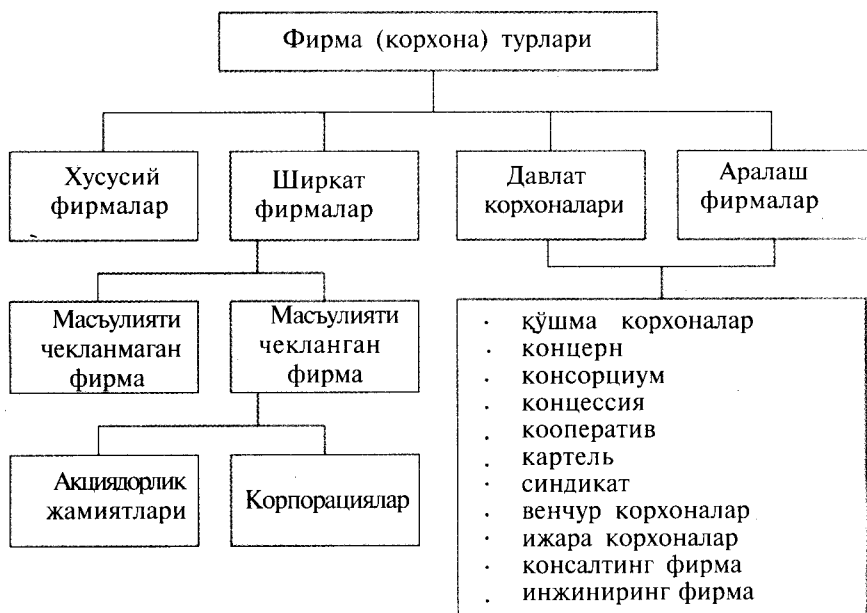 Фирма (корхона) турлари
Хусусий
фирмалар
Ширкат
фирмалар
Давлат
корхоналари
Аралаш
фирмалар
Масъулияти
чекланмаган
фирма
Масъулияти
чекланган
фирма
Акциядорлик
жамиятлари
Корпорациялар
· қўшма корхоналар
· концерн
· консорциум
· концессия
· кооператив
· картель
· синдикат
· венчур корхоналар
· ижара корхоналар
· консалтинг фирма
· инжиниринг фирма